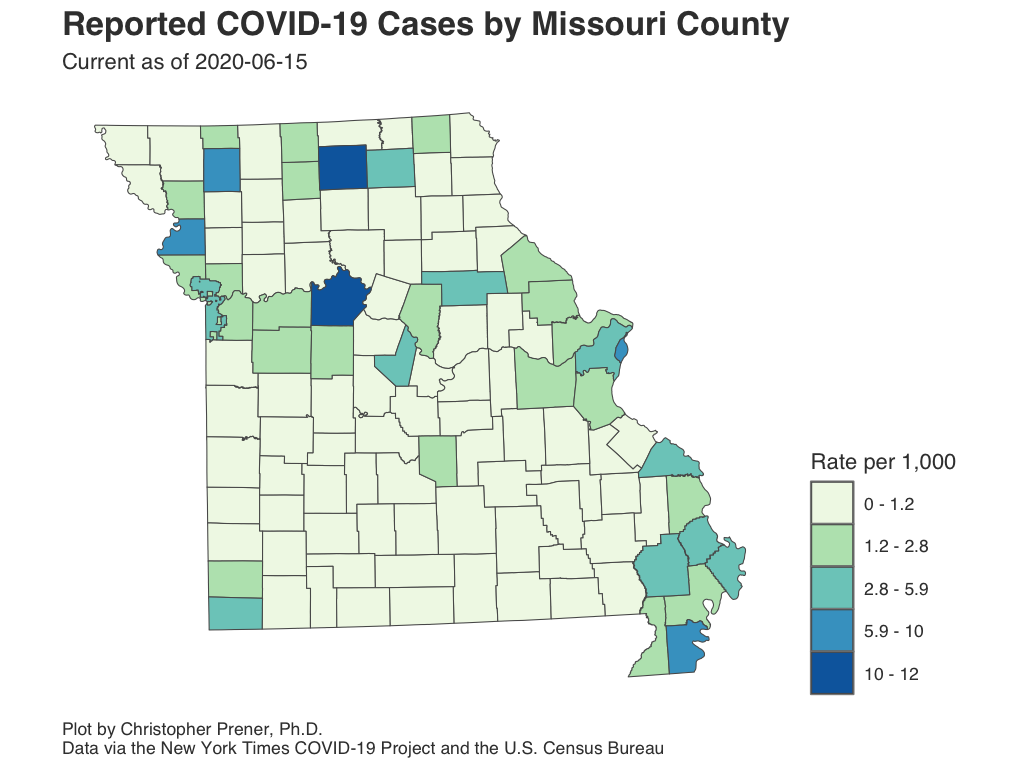 Reported COVID-19 Cases by Missouri County
Current as of 2020-06-15
Rate per 1,000
0 - 1.2
1.2 - 2.8
2.8 - 5.9
5.9 - 10
10 - 12
Plot by Christopher Prener, Ph.D.
Data via the New York Times COVID-19 Project and the U.S. Census Bureau